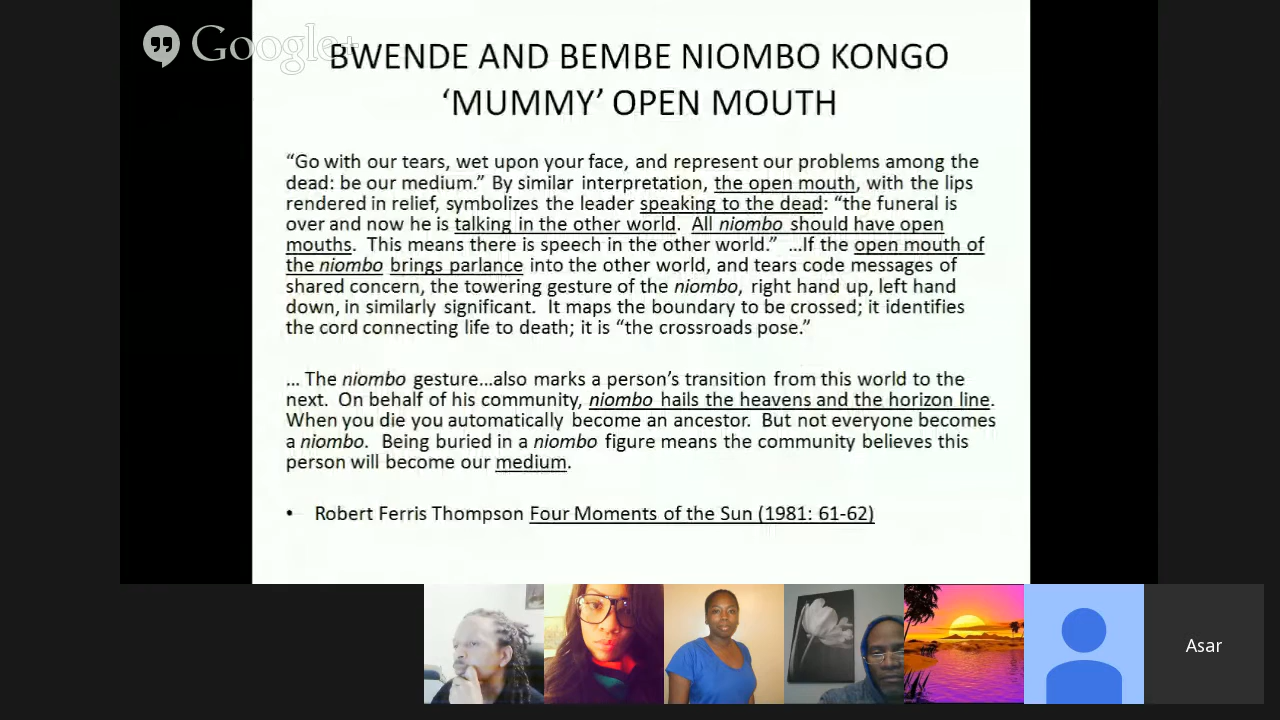 Google+
BWENDE AND BEMBE NIOMBO KONGO
‘MUMMY’ OPEN MOUTH
“Go with our tears, wet upon your face, and represent our problems among the
dead: be our medium.” By similar interpretation, the open mouth, with the lips
rendered in relief, symbolizes the leader speaking to the dead: “the funeral is
over and now he is talking in the other world. All niombo should have open
mouths. This means there is speech in the other world.” …If the open mouth of
the niombo brings parlance into the other world, and tears code messages of
shared concern, the towering gesture of the niombo, right hand up, left hand
down, in similarly significant. It maps the boundary to be crossed; it identifies
the cord connecting life to death; it is “the crossroads pose.”
… The niombo gesture…also marks a person’s transition from this world to the
next. On behalf of his community, niombo hails the heavens and the horizon line.
When you die you automatically become an ancestor. But not everyone becomes
a niombo. Being buried in a niombo figure means the community believes this
person will become our medium.
• Robert Ferris Thompson Four Moments of the Sun (1981: 61-62)
Asar